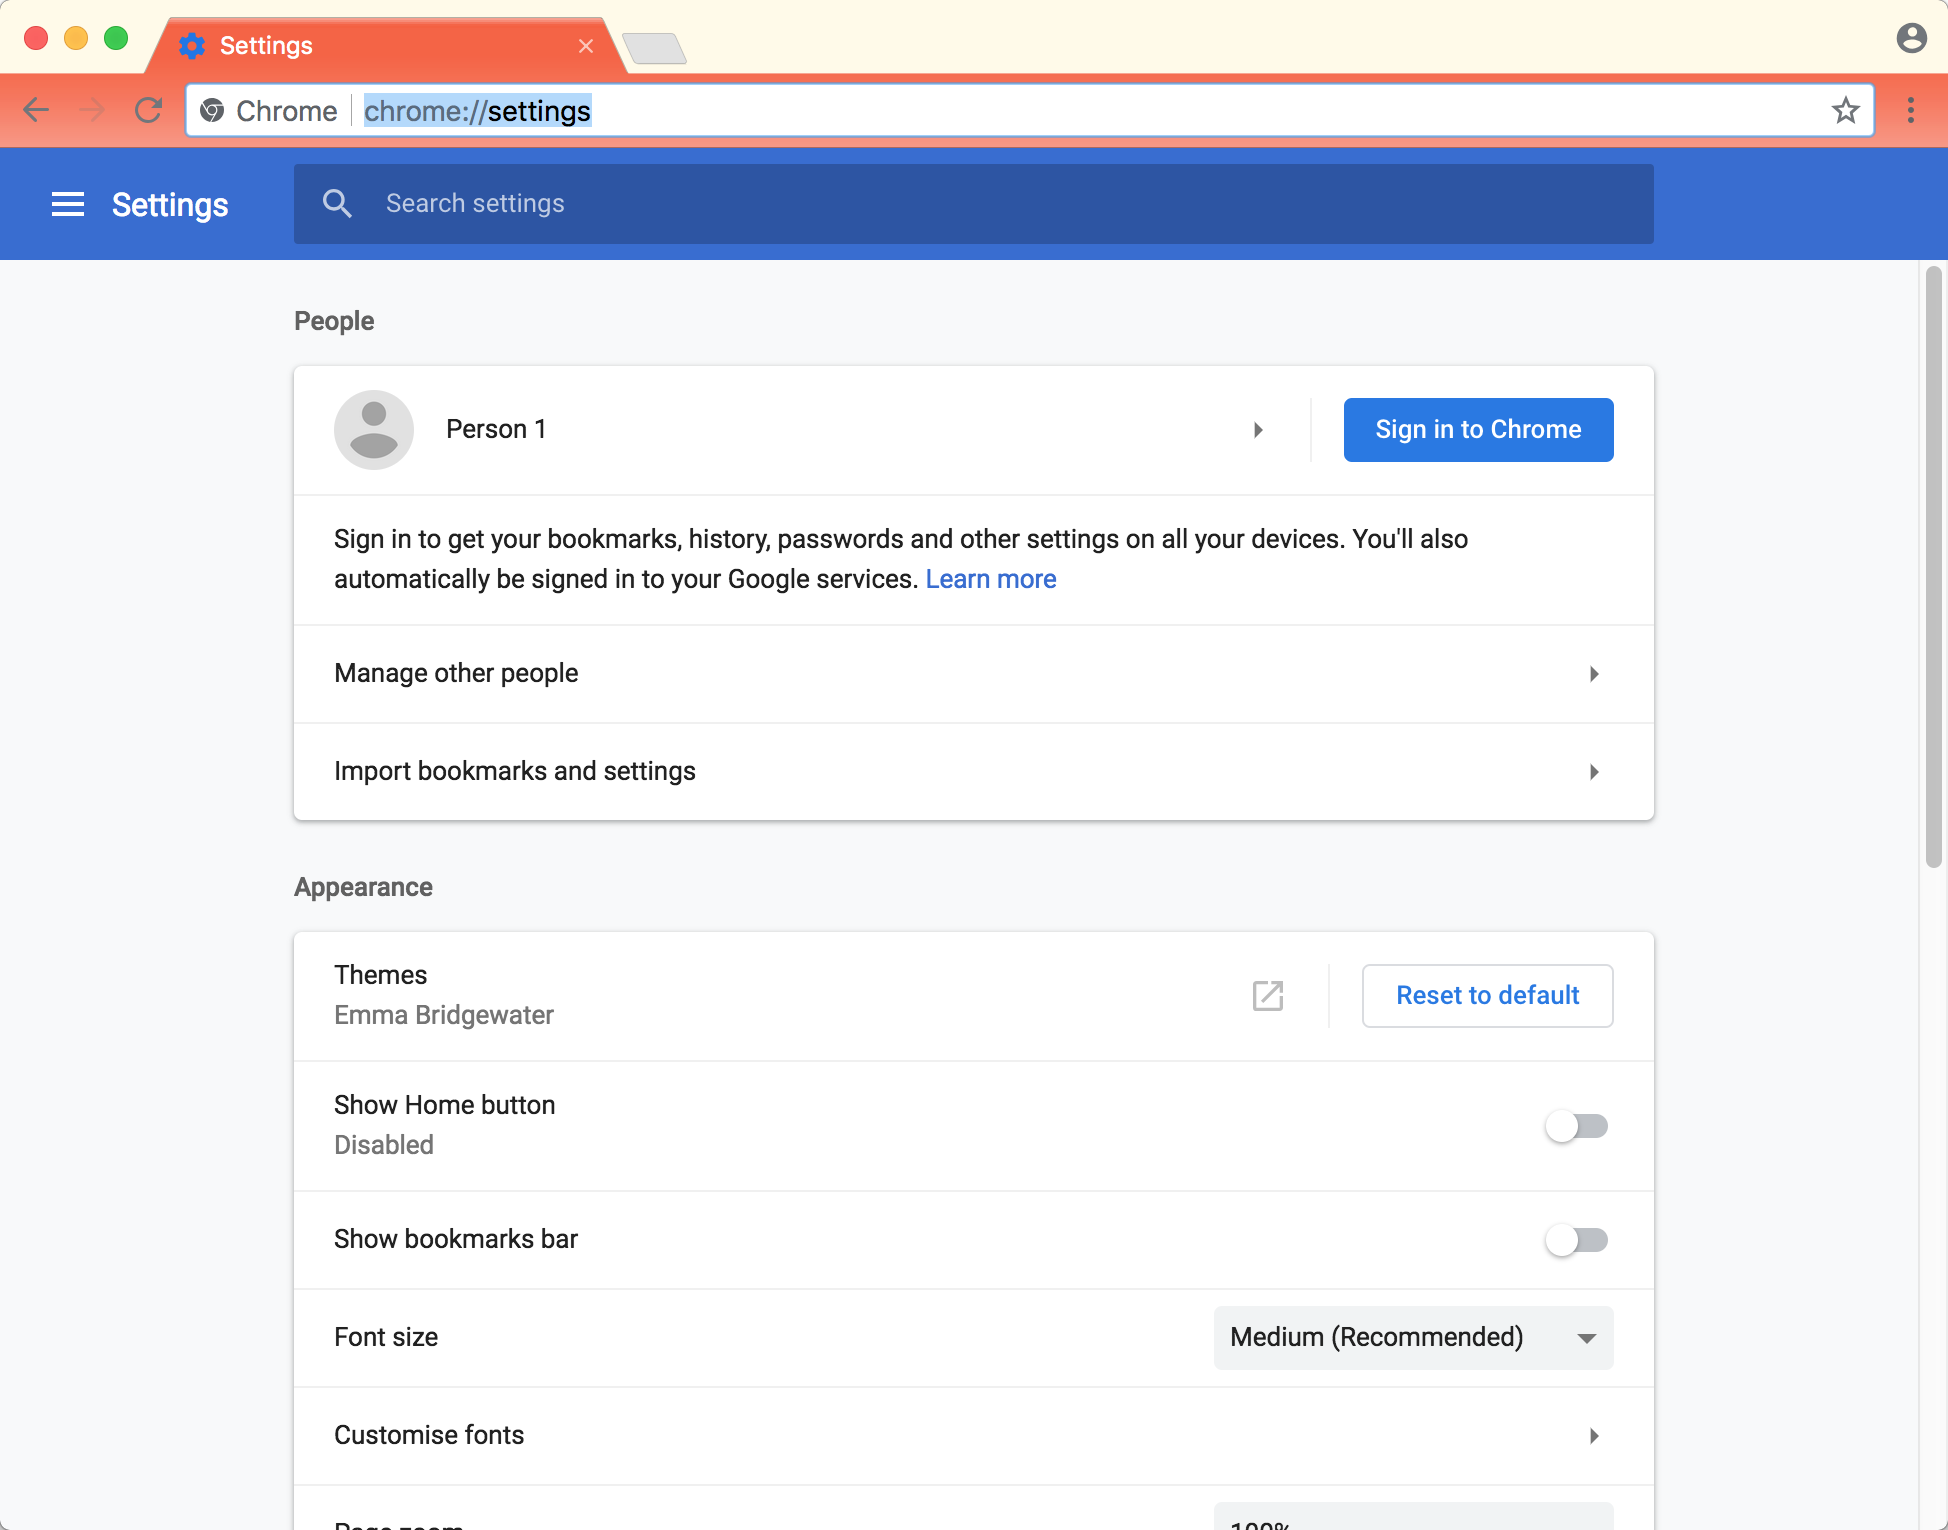 Settings
Chrome
chrome://settings
Settings
Search settings
People
Person 1
Sign in to Chrome
Sign in to get your bookmarks, history, passwords and other settings on all your devices. You'll also
automatically be signed in to your Google services. Learn more
Manage other people
Import bookmarks and settings
Appearance
Themes
Emma Bridgewater
Reset to default
Show Home button
Disabled
Show bookmarks bar
Font size
Medium (Recommended)
Customise fonts
Page zoom
100%